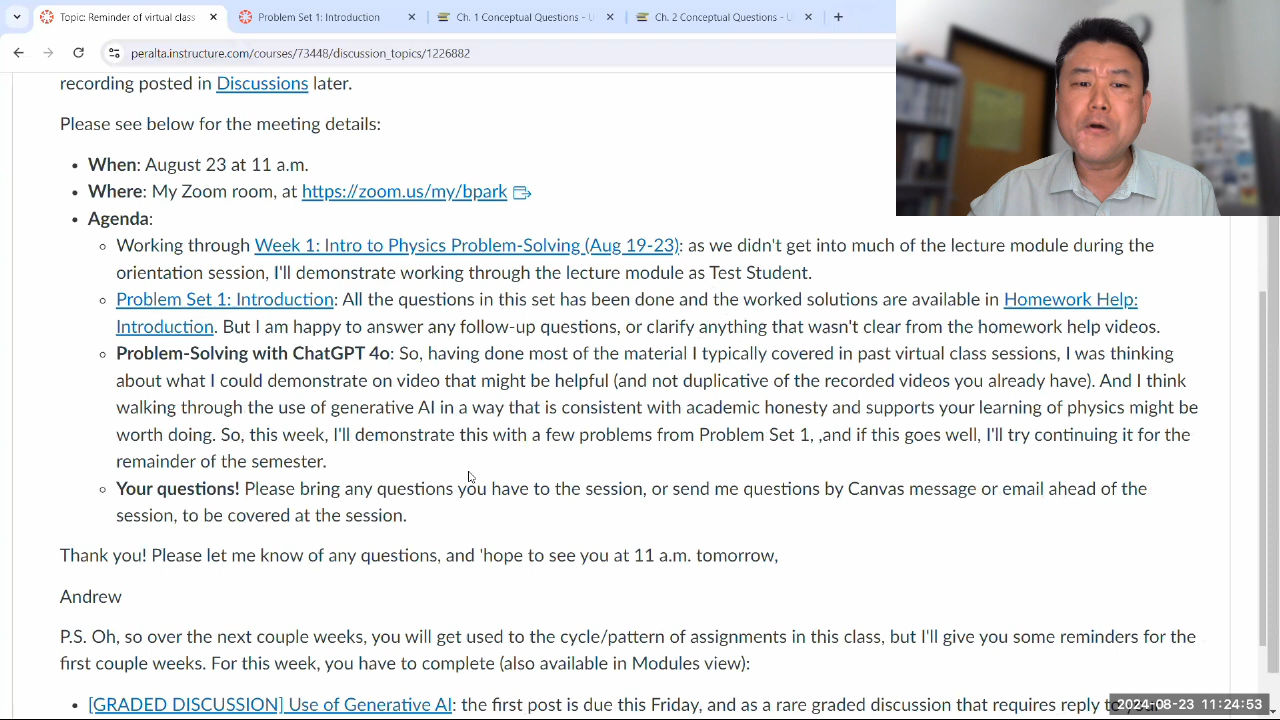 Topic: Reminder of virtual class
Problem Set 1: Introduction
Ch. 1 Conceptual Questions - U
Ch. 2 Conceptual Questions - U
peralta.instructure.com/courses/73448/discussion_topics/1226882
recording posted in Discussions later.
Please see below for the meeting details:
When: August 23 at 11 a.m.
Where: My Zoom room, at https://zoom.us/my/bpark
Agenda:
Working through Week 1: Intro to Physics Problem-Solving (Aug 19-23): as we didn't get into much of the lecture module during the
orientation session, I'll demonstrate working through the lecture module as Test Student.
Problem Set 1: Introduction: All the questions in this set has been done and the worked solutions are available in Homework Help:
Introduction. But I am happy to answer any follow-up questions, or clarify anything that wasn't clear from the homework help videos.
Problem-Solving with ChatGPT 4o: So, having done most of the material I typically covered in past virtual class sessions, I was thinking
about what I could demonstrate on video that might be helpful (and not duplicative of the recorded videos you already have). And I think
walking through the use of generative AI in a way that is consistent with academic honesty and supports your learning of physics might be
worth doing. So, this week, I'll demonstrate this with a few problems from Problem Set 1, ,and if this goes well, I'll try continuing it for the
remainder of the semester.
Your questions! Please bring any questions you have to the session, or send me questions by Canvas message or email ahead of the
session, to be covered at the session.
Thank you! Please let me know of any questions, and 'hope to see you at 11 a.m. tomorrow,
Andrew
P.S. Oh, so over the next couple weeks, you will get used to the cycle/pattern of assignments in this class, but I'll give you some reminders for the
first couple weeks. For this week, you have to complete (also available in Modules view):
[GRADED DISCUSSION] Use of Generative AI: the first post is due this Friday, and as a rare graded discussion that requires reply to
2024-08-23 11:24:53